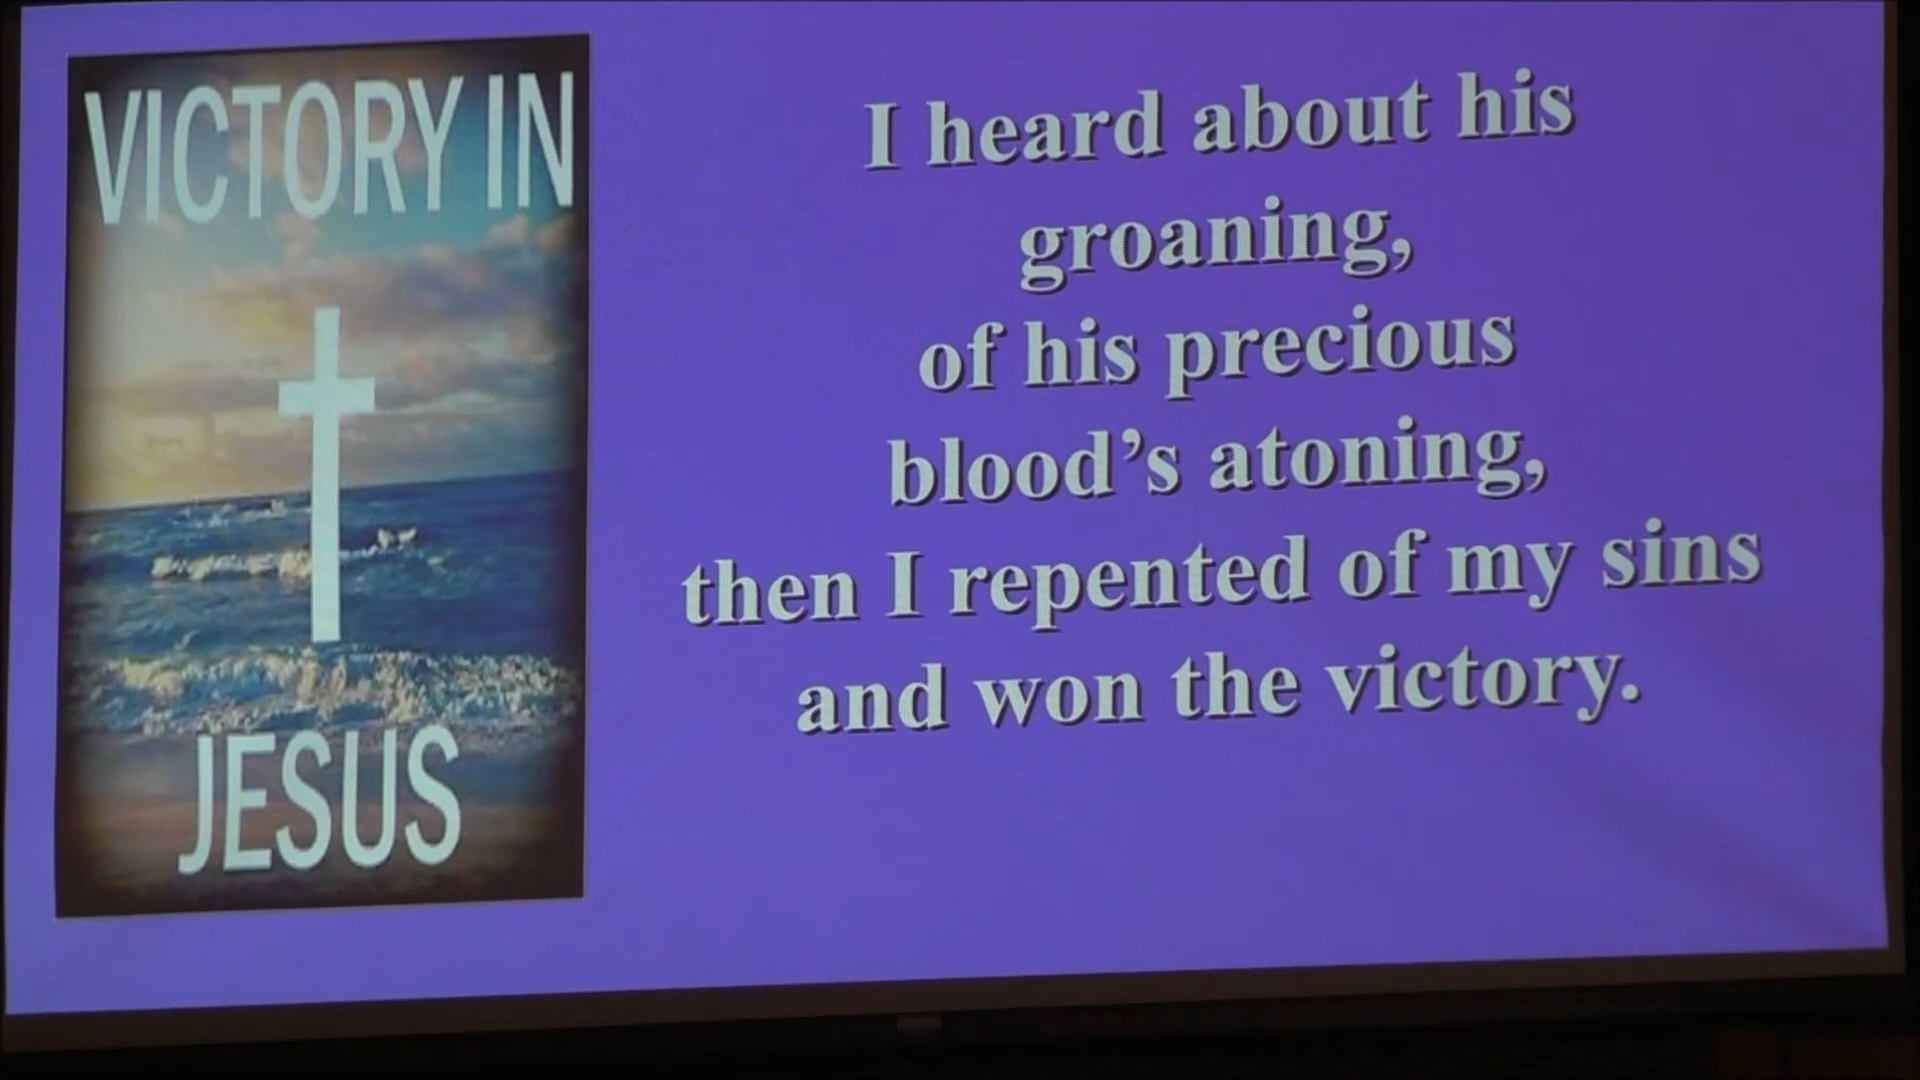 VICTORY IN
JESUS
I heard about his
groaning,
of his precious
blood’s atoning,
then I repented of my sins
and won the victory.